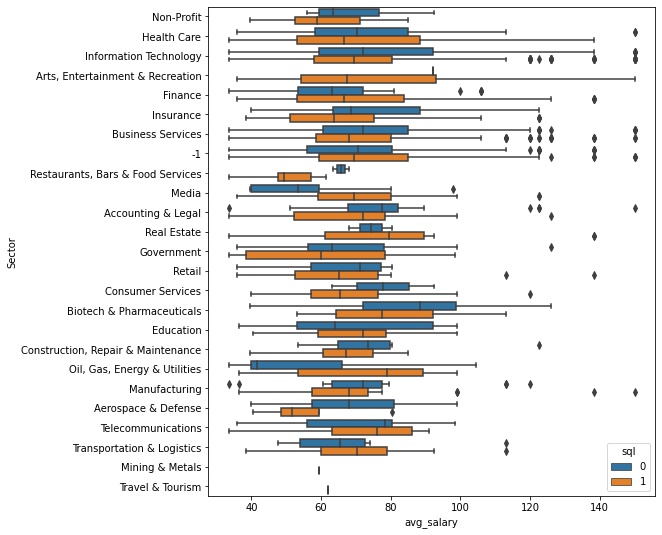 Non-Profit
Health Care
Information Technology
Arts, Entertainment & Recreation
Finance
Insurance
Business Services
-1
Restaurants, Bars & Food Services
Media
Accounting & Legal
Real Estate
Government
Retail
Consumer Services
Biotech & Pharmaceuticals
Education
Construction, Repair & Maintenance
Oil, Gas, Energy & Utilities
Manufacturing
Aerospace & Defense
Telecommunications
Transportation & Logistics
Mining & Metals
Travel & Tourism
Sector
sql
0
1
40 60 80 100 120 140
avg_salary